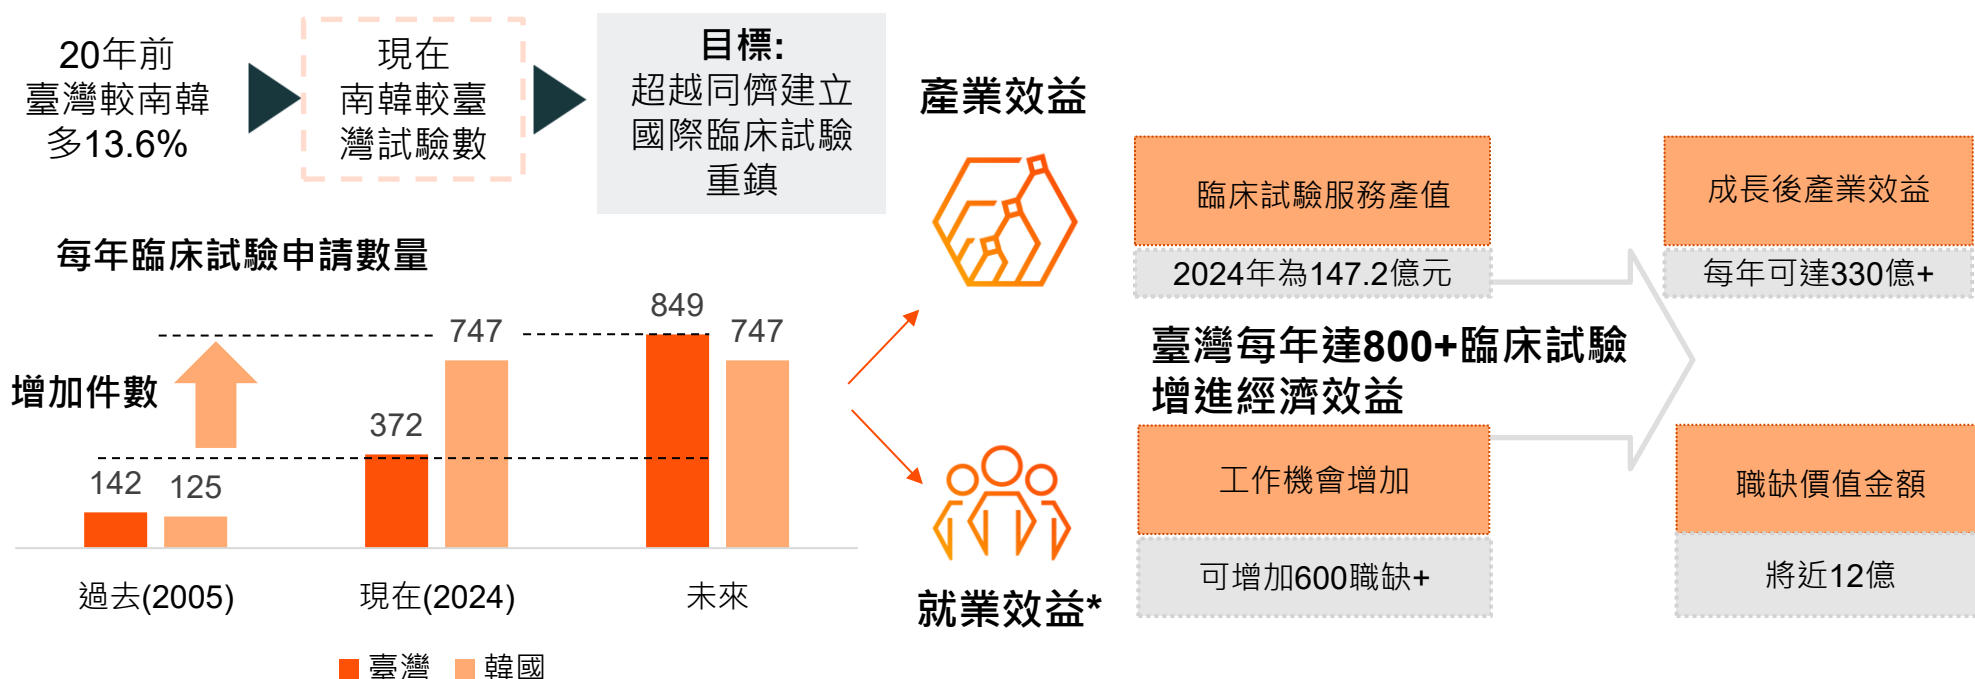 20年前
臺灣較南韓
多13.6%
現在
南韓較臺
灣試驗數
目標:
超越同儕建立
國際臨床試驗
重鎮
每年臨床試驗申請數量
增加件數
142
125
372
747
849
747
過去(2005)
現在(2024)
未來
臺灣
韓國
產業效益
就業效益*
臨床試驗服務產值
2024年為147.2億元
成長後產業效益
每年可達330億+
臺灣每年達800+臨床試驗
增進經濟效益
工作機會增加
可增加600職缺+
職缺價值金額
將近12億